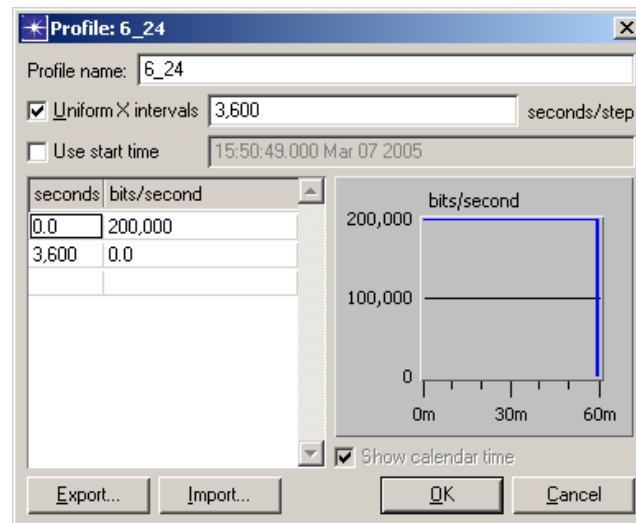 Profile: 6_24
Profile name: 6_24
Uniform X intervals 3,600 seconds/step
Use start time 15:50:49.000 Mar 07 2005
seconds bits/second
0.0 200,000
3,600 0.0
bits/second
200,000
100,000
0
0m 30m 60m
Show calendar time
Export... Import... OK Cancel